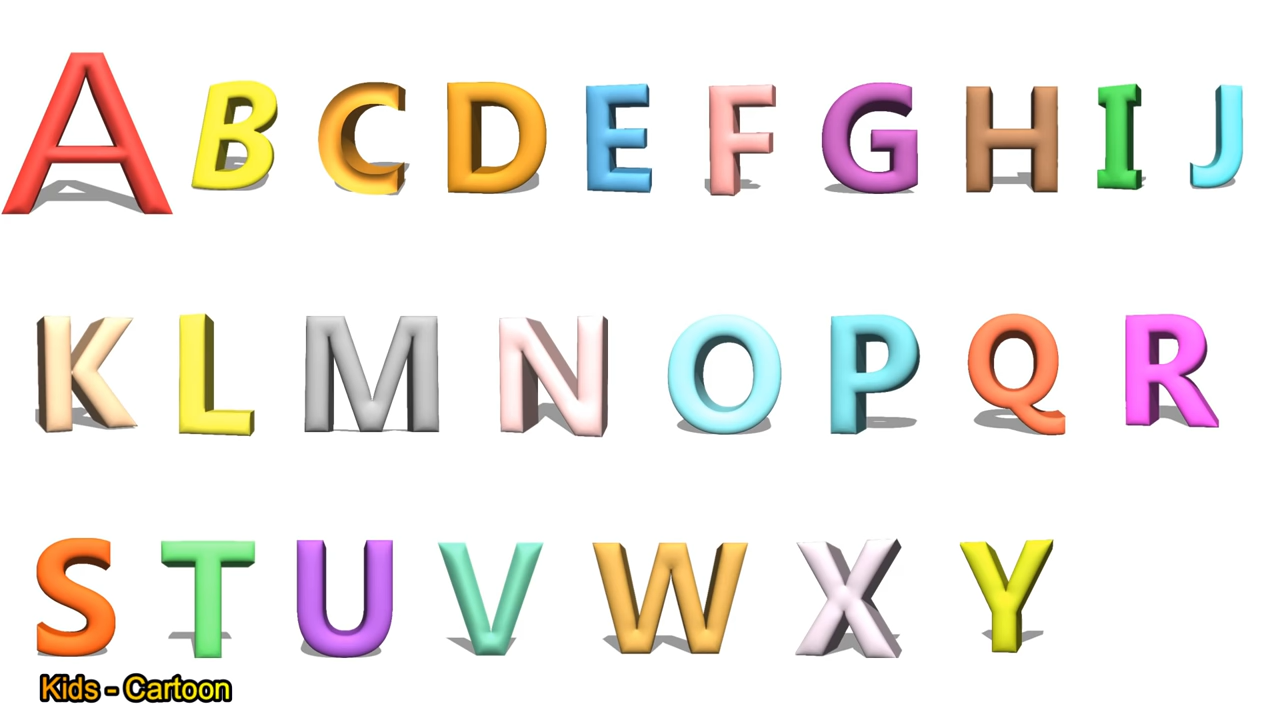 A B C D E F G H I J
K L M N O P Q R
S T U V W X Y
Kids - Cartoon